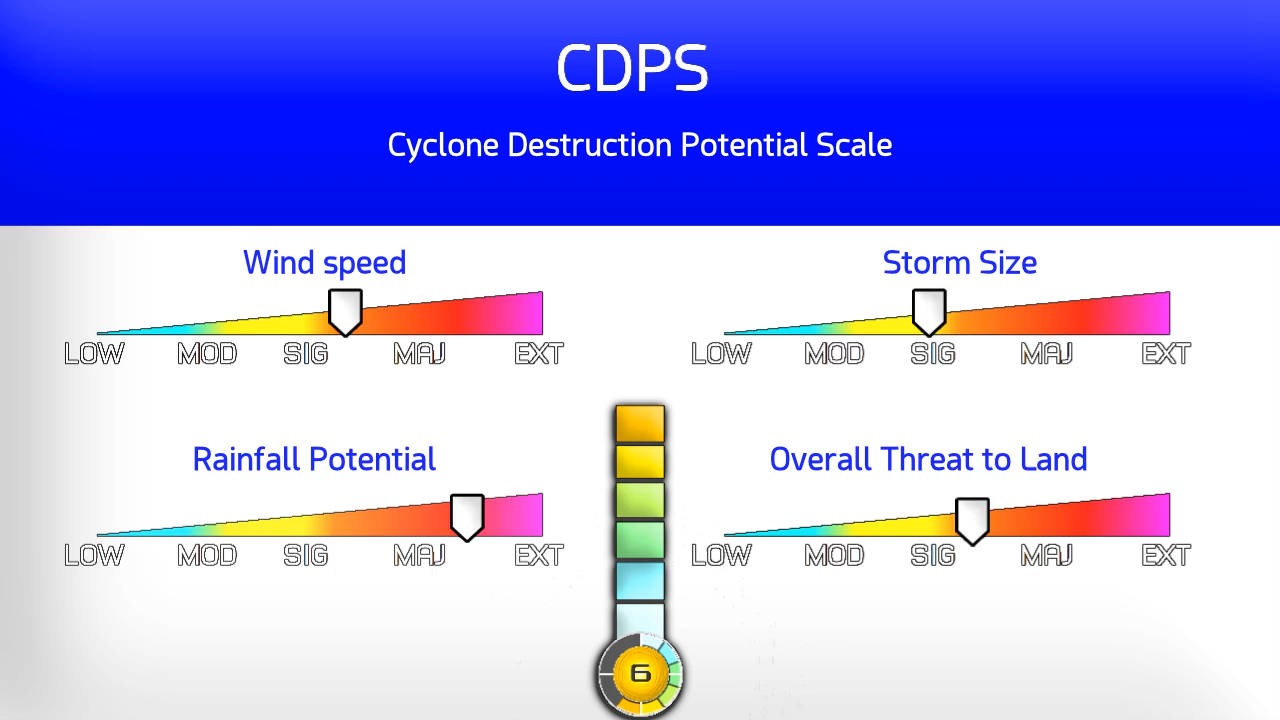 CDPS
Cyclone Destruction Potential Scale
Wind speed
LOW MOD SIG MAJ EXT
Storm Size
LOW MOD SIG MAJ EXT
Rainfall Potential
LOW MOD SIG MAJ EXT
Overall Threat to Land
LOW MOD SIG MAJ EXT
6